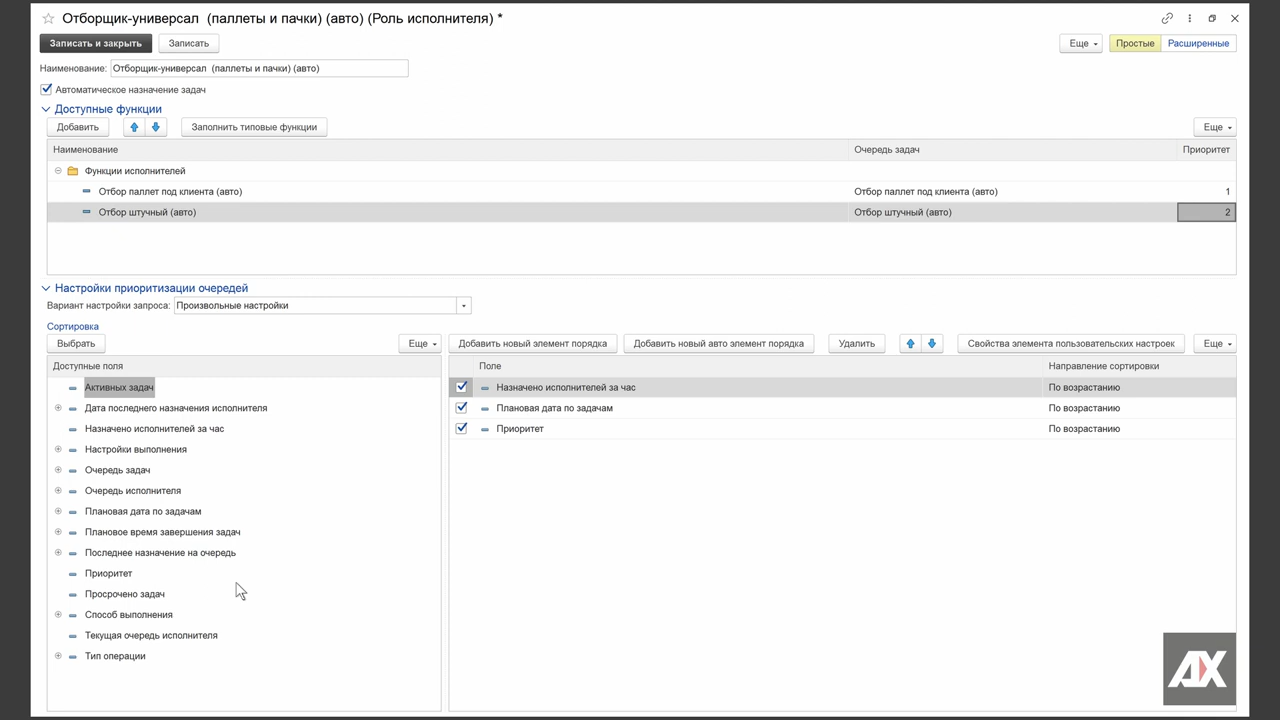 Отборщик-универсал (паллеты и пачки) (авто) (Роль исполнителя) *
Записать и закрыть
Записать
Еще
Простые
Расширенные
Наименование: Отборщик-универсал (паллеты и пачки) (авто)
Автоматическое назначение задач
Доступные функции
Добавить
Заполнить типовые функции
Еще
Наименование
Очередь задач
Приоритет
Функции исполнителей
Отбор паллет под клиента (авто)
Отбор паллет под клиента (авто)
1
Отбор штучный (авто)
Отбор штучный (авто)
2
Настройки приоритизации очередей
Вариант настройки запроса: Произвольные настройки
Сортировка
Выбрать
Еще
Доступные поля
Активных задач
Дата последнего назначения исполнителя
Назначено исполнителей за час
Настройки выполнения
Очередь задач
Очередь исполнителя
Плановая дата по задачам
Плановое время завершения задач
Последнее назначение на очередь
Приоритет
Просрочено задач
Способ выполнения
Текущая очередь исполнителя
Тип операции
Добавить новый элемент порядка
Добавить новый авто элемент порядка
Удалить
Свойства элемента пользовательских настроек
Еще
Поле
Направление сортировки
Назначено исполнителей за час
По возрастанию
Плановая дата по задачам
По возрастанию
Приоритет
По возрастанию
AX